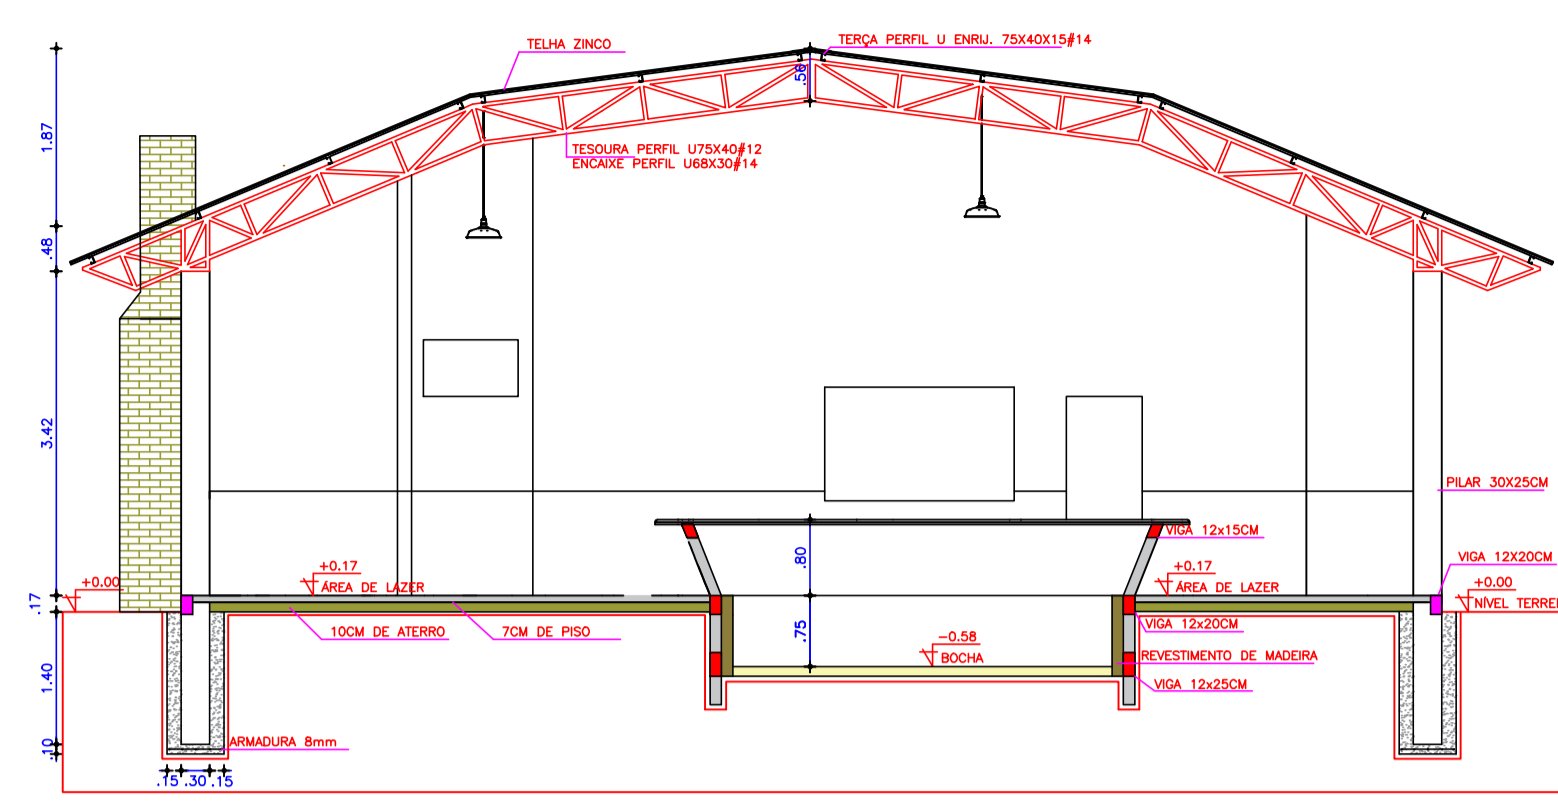 TELHA ZINCO
TERÇA PERFIL U ENRIJ. 75X40X15#14
.56
1.87
TESOURA PERFIL U75X40#12
ENCAIXE PERFIL U68X30#14
.48
3.42
PILAR 30X25CM
VIGA 12x15CM
.80
VIGA 12X20CM
+0.00
+0.17
ÁREA DE LAZER
+0.17
ÁREA DE LAZER
+0.00
NÍVEL TERRE
.17
10CM DE ATERRO
7CM DE PISO
.75
VIGA 12x20CM
-0.58
BOCHA
REVESTIMENTO DE MADEIRA
1.40
VIGA 12x25CM
.10
ARMADURA 8mm
.15 .30 .15